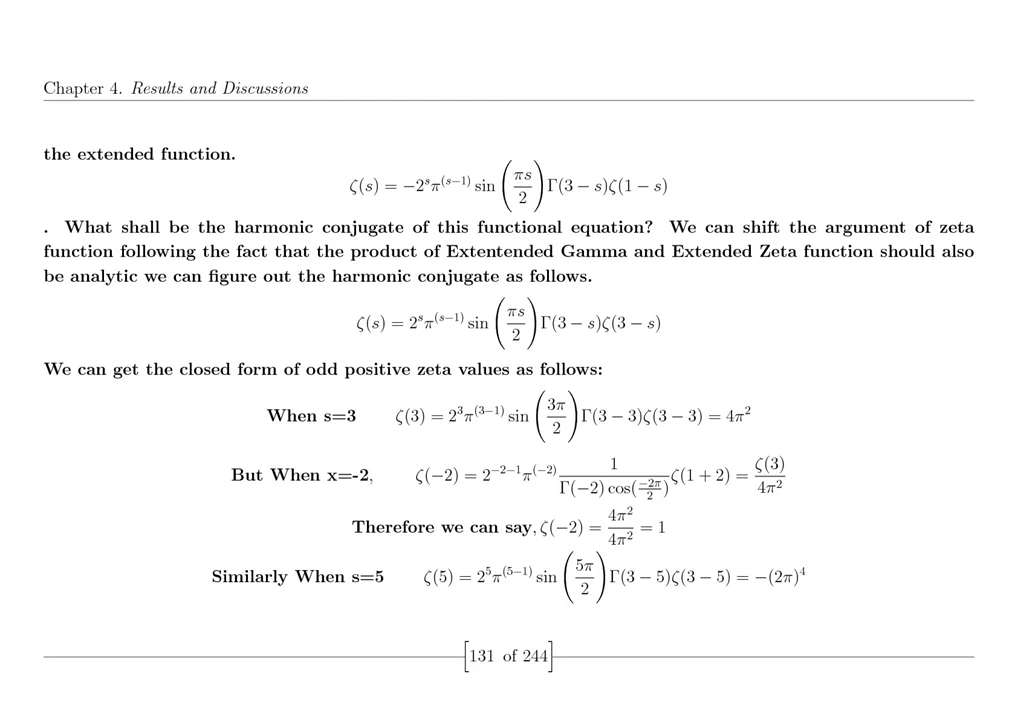 Chapter 4. Results and Discussions
the extended function.
ζ(s) = −2^s π^(s−1) sin(πs/2) Γ(3 − s)ζ(1 − s)
. What shall be the harmonic conjugate of this functional equation? We can shift the argument of zeta
function following the fact that the product of Extentended Gamma and Extended Zeta function should also
be analytic we can figure out the harmonic conjugate as follows.
ζ(s) = 2^s π^(s−1) sin(πs/2) Γ(3 − s)ζ(3 − s)
We can get the closed form of odd positive zeta values as follows:
When s=3 ζ(3) = 2^3 π^(3−1) sin(3π/2) Γ(3 − 3)ζ(3 − 3) = 4π^2
But When x=-2, ζ(−2) = 2^(−2−1) π^(−2) 1/(Γ(−2) cos(−2π/2)) ζ(1 + 2) = ζ(3)/4π^2
Therefore we can say, ζ(−2) = 4π^2/4π^2 = 1
Similarly When s=5 ζ(5) = 2^5 π^(5−1) sin(5π/2) Γ(3 − 5)ζ(3 − 5) = −(2π)^4
[131 of 244]